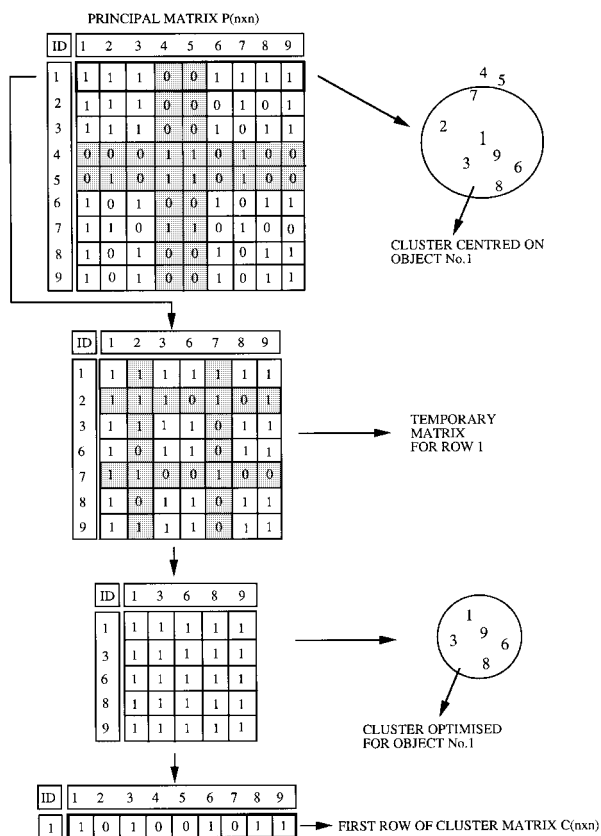 PRINCIPAL MATRIX P(nxn)
ID 1 2 3 4 5 6 7 8 9
1 1 1 1 0 0 1 1 1 1
2 1 1 1 0 0 0 1 0 1
3 1 1 1 0 0 1 0 1 1
4 0 0 0 1 1 0 1 0 0
5 0 1 0 1 1 0 1 0 0
6 1 0 1 0 0 1 0 1 1
7 1 1 0 1 1 0 1 0 0
8 1 0 1 0 0 1 0 1 1
9 1 0 1 0 0 1 0 1 1
4 5
7
2
1
3 9
6
8
CLUSTER CENTRED ON
OBJECT No.1
ID 1 2 3 6 7 8 9
1 1 1 1 1 1 1 1
2 1 1 1 0 1 0 1
3 1 1 1 1 0 1 1
6 1 0 1 1 0 1 1
7 1 1 0 0 1 0 0
8 1 0 1 1 0 1 1
9 1 1 1 1 0 1 1
TEMPORARY
MATRIX
FOR ROW 1
ID 1 3 6 8 9
1 1 1 1 1 1
3 1 1 1 1 1
6 1 1 1 1 1
8 1 1 1 1 1
9 1 1 1 1 1
1
3 9 6
8
CLUSTER OPTIMISED
FOR OBJECT No.1
ID 1 2 3 4 5 6 7 8 9
1 1 0 1 0 0 1 0 1 1
FIRST ROW OF CLUSTER MATRIX C(nxn)